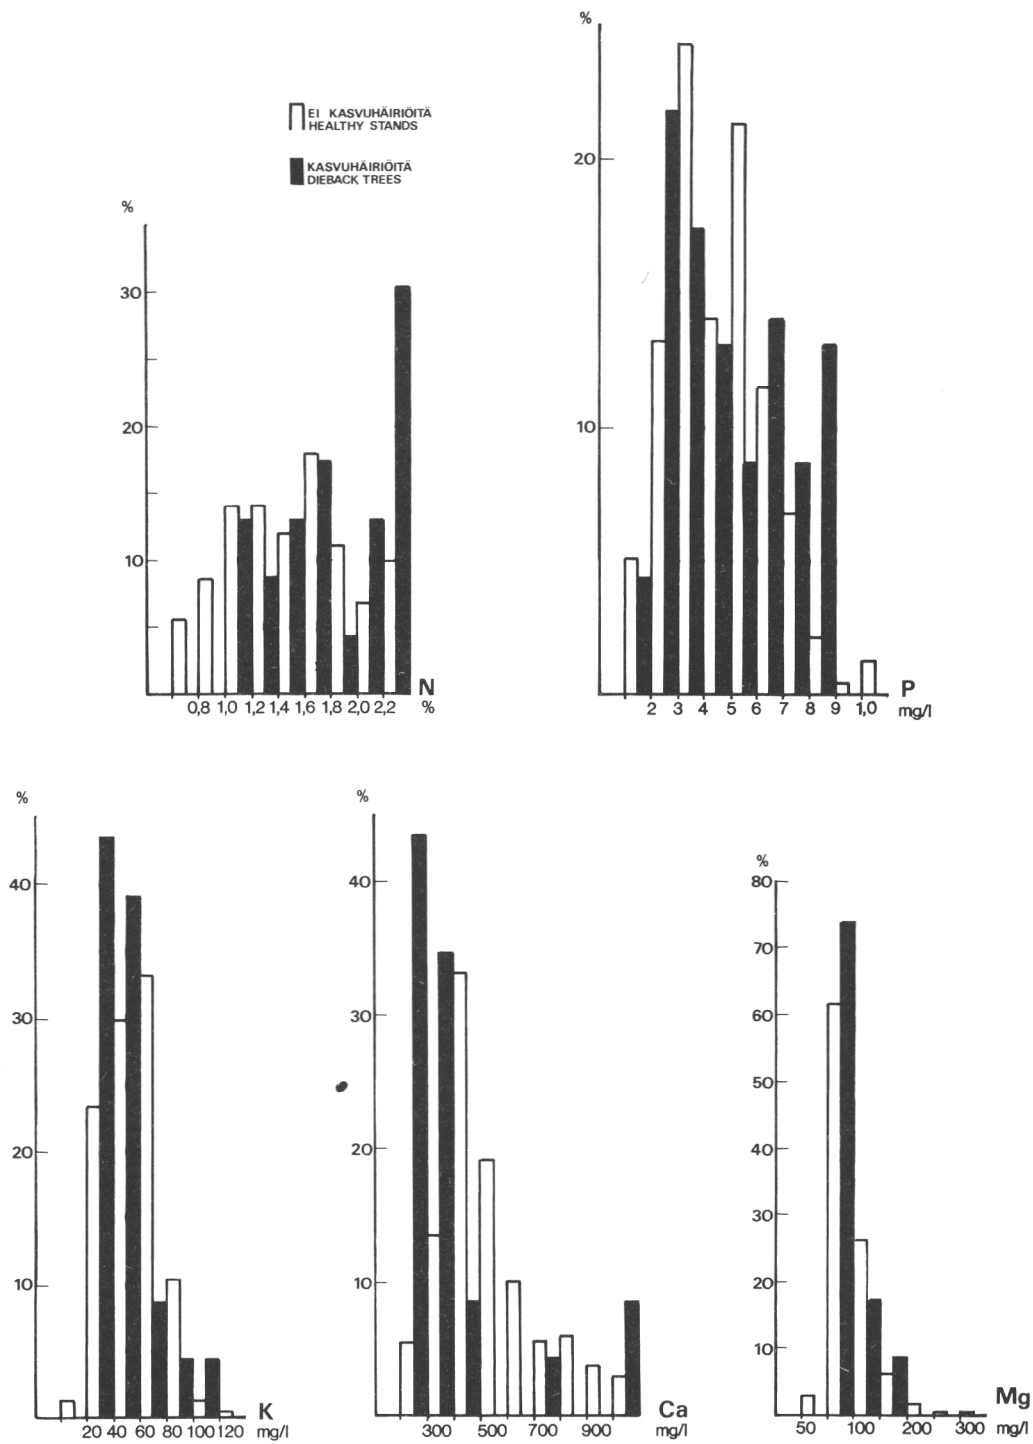 %
EI KASVUHÄIRIÖITÄ
HEALTHY STANDS
KASVUHÄIRIÖITÄ
DIEBACK TREES
20
10
2 3 4 5 6 7 8 9 1,0
P
mg/l
%
30
20
10
0,8 1,0 1,2 1,4 1,6 1,8 2,0 2,2
N
%
%
40
30
20
10
20 40 60 80 100 120
K
mg/l
%
40
30
20
10
300 500 700 900
Ca
mg/l
%
80
70
60
50
40
30
20
10
50 100 200 300
Mg
mg/l